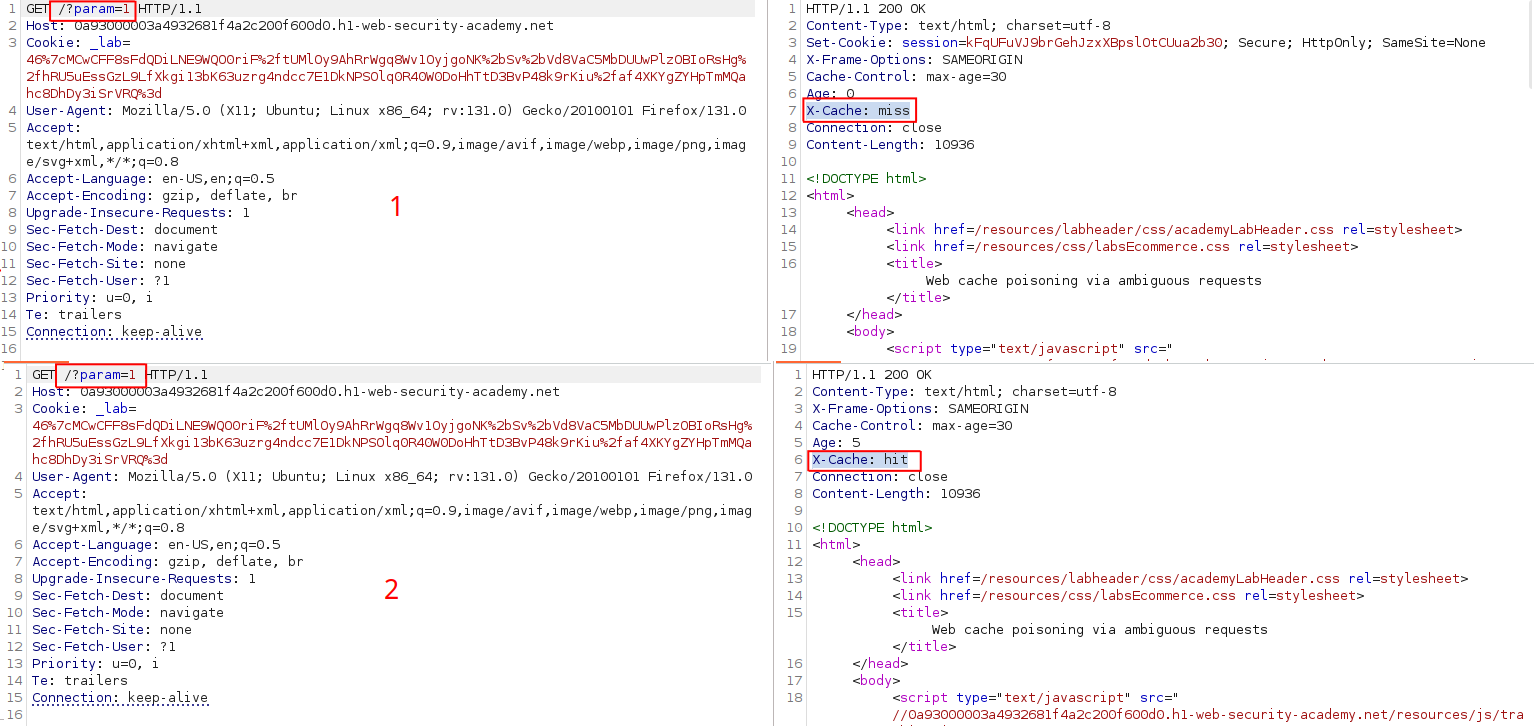 1 GET /?param=1 HTTP/1.1
2 Host: 0a93000003a4932681f4a2c200f600d0.h1-web-security-academy.net
3 Cookie: _lab=
46%7cMCwCFF8sFdQDiLNE9WQO0riF%2ftUMlOy9AhRrWgq8Wv1OyjgoNK%2bSv%2bVd8VaC5MbDUUwPlzOBIoRsHg%
2fhRU5uEssGzL9LfXkgi13bK63uzrg4ndcc7E1DkNPSOlq0R40W0DoHhTtD3BvP48k9rKiu%2faf4XKYgZYHpTmMQa
hc8DhDy3iSrVRQ%3d
4 User-Agent: Mozilla/5.0 (X11; Ubuntu; Linux x86_64; rv:131.0) Gecko/20100101 Firefox/131.0
5 Accept:
text/html,application/xhtml+xml,application/xml;q=0.9,image/avif,image/webp,image/png,imag
e/svg+xml,*/*;q=0.8
6 Accept-Language: en-US,en;q=0.5
7 Accept-Encoding: gzip, deflate, br
8 Upgrade-Insecure-Requests: 1
9 Sec-Fetch-Dest: document
10 Sec-Fetch-Mode: navigate
11 Sec-Fetch-Site: none
12 Sec-Fetch-User: ?1
13 Priority: u=0, i
14 Te: trailers
15 Connection: keep-alive
16
1
1 HTTP/1.1 200 OK
2 Content-Type: text/html; charset=utf-8
3 Set-Cookie: session=kFqUFuVJ9brGehJzxXBpslOtCUua2b30; Secure; HttpOnly; SameSite=None
4 X-Frame-Options: SAMEORIGIN
5 Cache-Control: max-age=30
6 Age: 0
7 X-Cache: miss
8 Connection: close
9 Content-Length: 10936
10
11 <!DOCTYPE html>
12 <html>
13 <head>
14 <link href=/resources/labheader/css/academyLabHeader.css rel=stylesheet>
15 <link href=/resources/css/labsEcommerce.css rel=stylesheet>
16 <title>
Web cache poisoning via ambiguous requests
</title>
17 </head>
18 <body>
19 <script type="text/javascript" src="
1 GET /?param=1 HTTP/1.1
2 Host: 0a93000003a4932681f4a2c200f600d0.h1-web-security-academy.net
3 Cookie: _lab=
46%7cMCwCFF8sFdQDiLNE9WQO0riF%2ftUMlOy9AhRrWgq8Wv1OyjgoNK%2bSv%2bVd8VaC5MbDUUwPlzOBIoRsHg%
2fhRU5uEssGzL9LfXkgi13bK63uzrg4ndcc7E1DkNPSOlq0R40W0DoHhTtD3BvP48k9rKiu%2faf4XKYgZYHpTmMQa
hc8DhDy3iSrVRQ%3d
4 User-Agent: Mozilla/5.0 (X11; Ubuntu; Linux x86_64; rv:131.0) Gecko/20100101 Firefox/131.0
5 Accept:
text/html,application/xhtml+xml,application/xml;q=0.9,image/avif,image/webp,image/png,imag
e/svg+xml,*/*;q=0.8
6 Accept-Language: en-US,en;q=0.5
7 Accept-Encoding: gzip, deflate, br
8 Upgrade-Insecure-Requests: 1
9 Sec-Fetch-Dest: document
10 Sec-Fetch-Mode: navigate
11 Sec-Fetch-Site: none
12 Sec-Fetch-User: ?1
13 Priority: u=0, i
14 Te: trailers
15 Connection: keep-alive
16
2
1 HTTP/1.1 200 OK
2 Content-Type: text/html; charset=utf-8
3 X-Frame-Options: SAMEORIGIN
4 Cache-Control: max-age=30
5 Age: 5
6 X-Cache: hit
7 Connection: close
8 Content-Length: 10936
9
10 <!DOCTYPE html>
11 <html>
12 <head>
13 <link href=/resources/labheader/css/academyLabHeader.css rel=stylesheet>
14 <link href=/resources/css/labsEcommerce.css rel=stylesheet>
15 <title>
Web cache poisoning via ambiguous requests
</title>
16 </head>
17 <body>
18 <script type="text/javascript" src="
//0a93000003a4932681f4a2c200f600d0.h1-web-security-academy.net/resources/js/tra